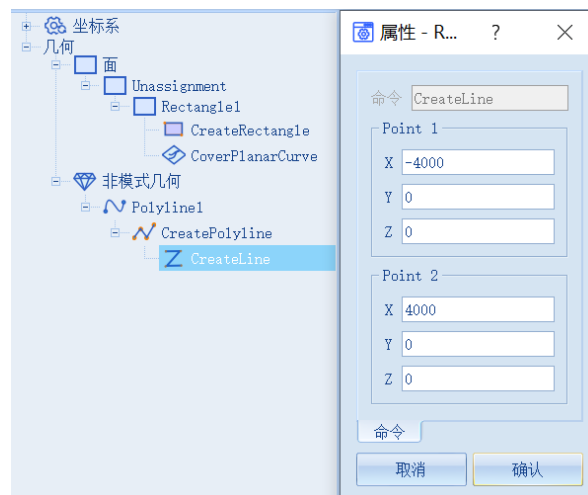 坐标系
几何
面
Unassignment
Rectangle1
CreateRectangle
CoverPlanarCurve
非模式几何
Polyline1
CreatePolyline
CreateLine
属性 - R... ? ×
命令 CreateLine
Point 1
X -4000
Y 0
Z 0
Point 2
X 4000
Y 0
Z 0
命令
取消 确认